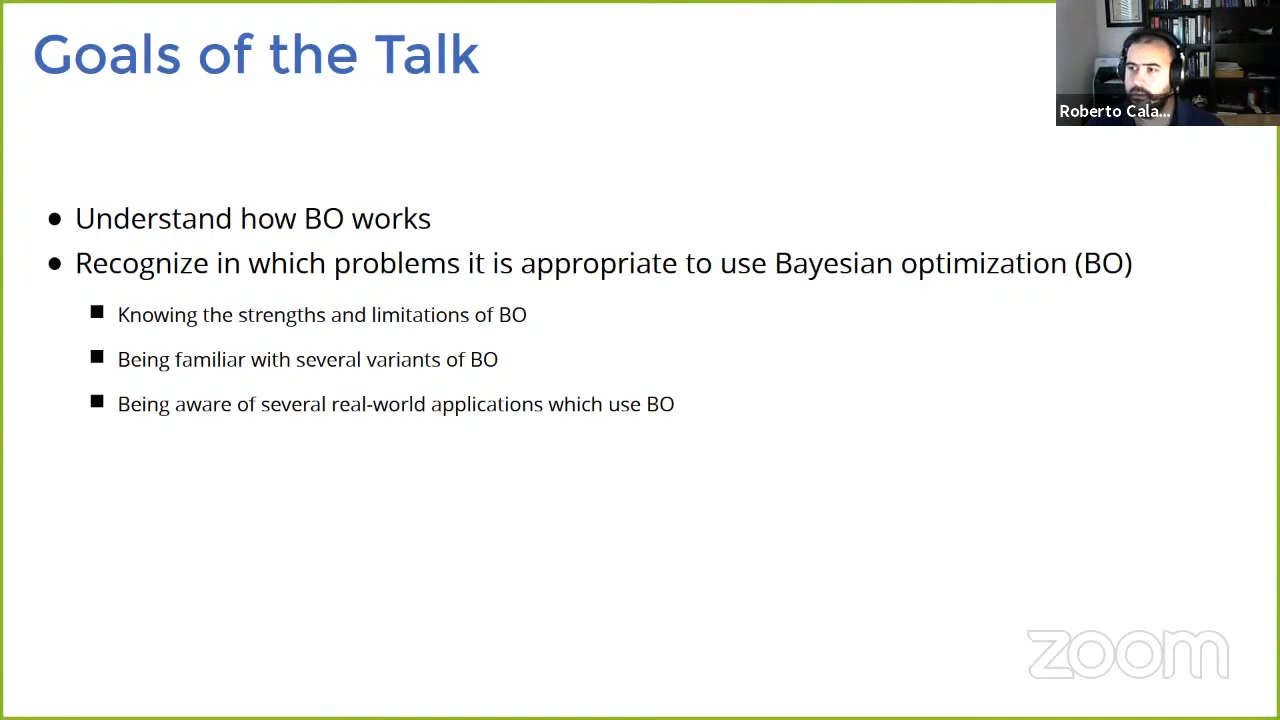 Goals of the Talk
Roberto Cala...
● Understand how BO works
● Recognize in which problems it is appropriate to use Bayesian optimization (BO)
■ Knowing the strengths and limitations of BO
■ Being familiar with several variants of BO
■ Being aware of several real-world applications which use BO
zoom